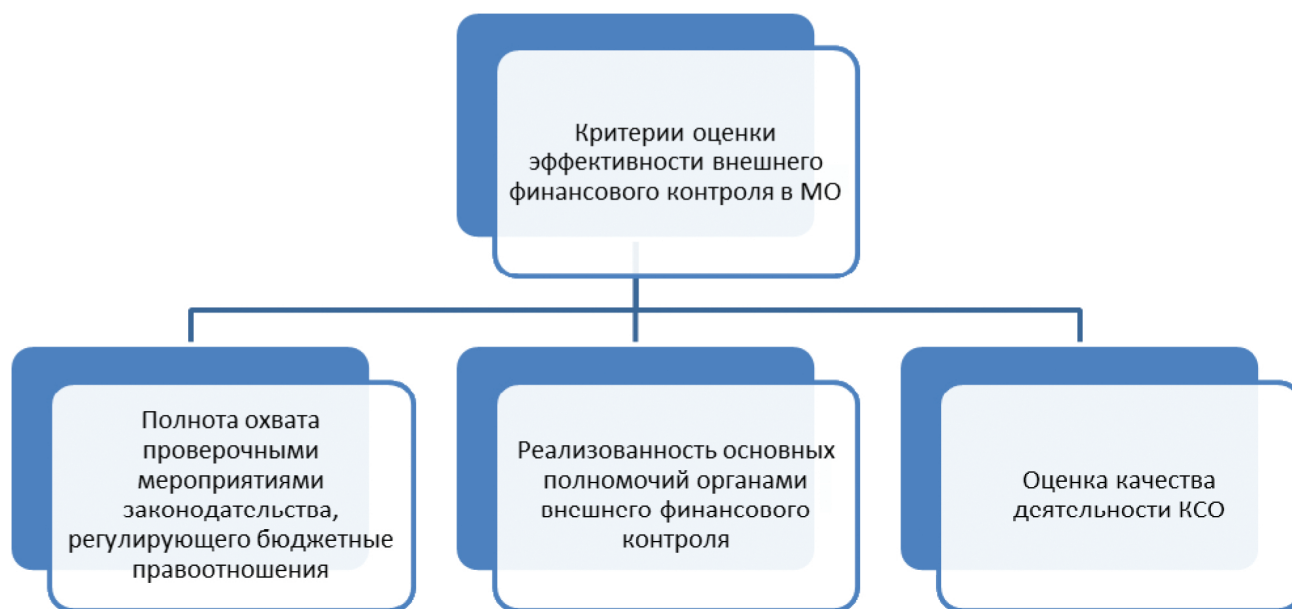 Критерии оценки
эффективности внешнего
финансового контроля в МО
Полнота охвата
проверочными
мероприятиями
законодательства,
регулирующего бюджетные
правоотношения
Реализованность основных
полномочий органами
внешнего финансового
контроля
Оценка качества
деятельности КСО